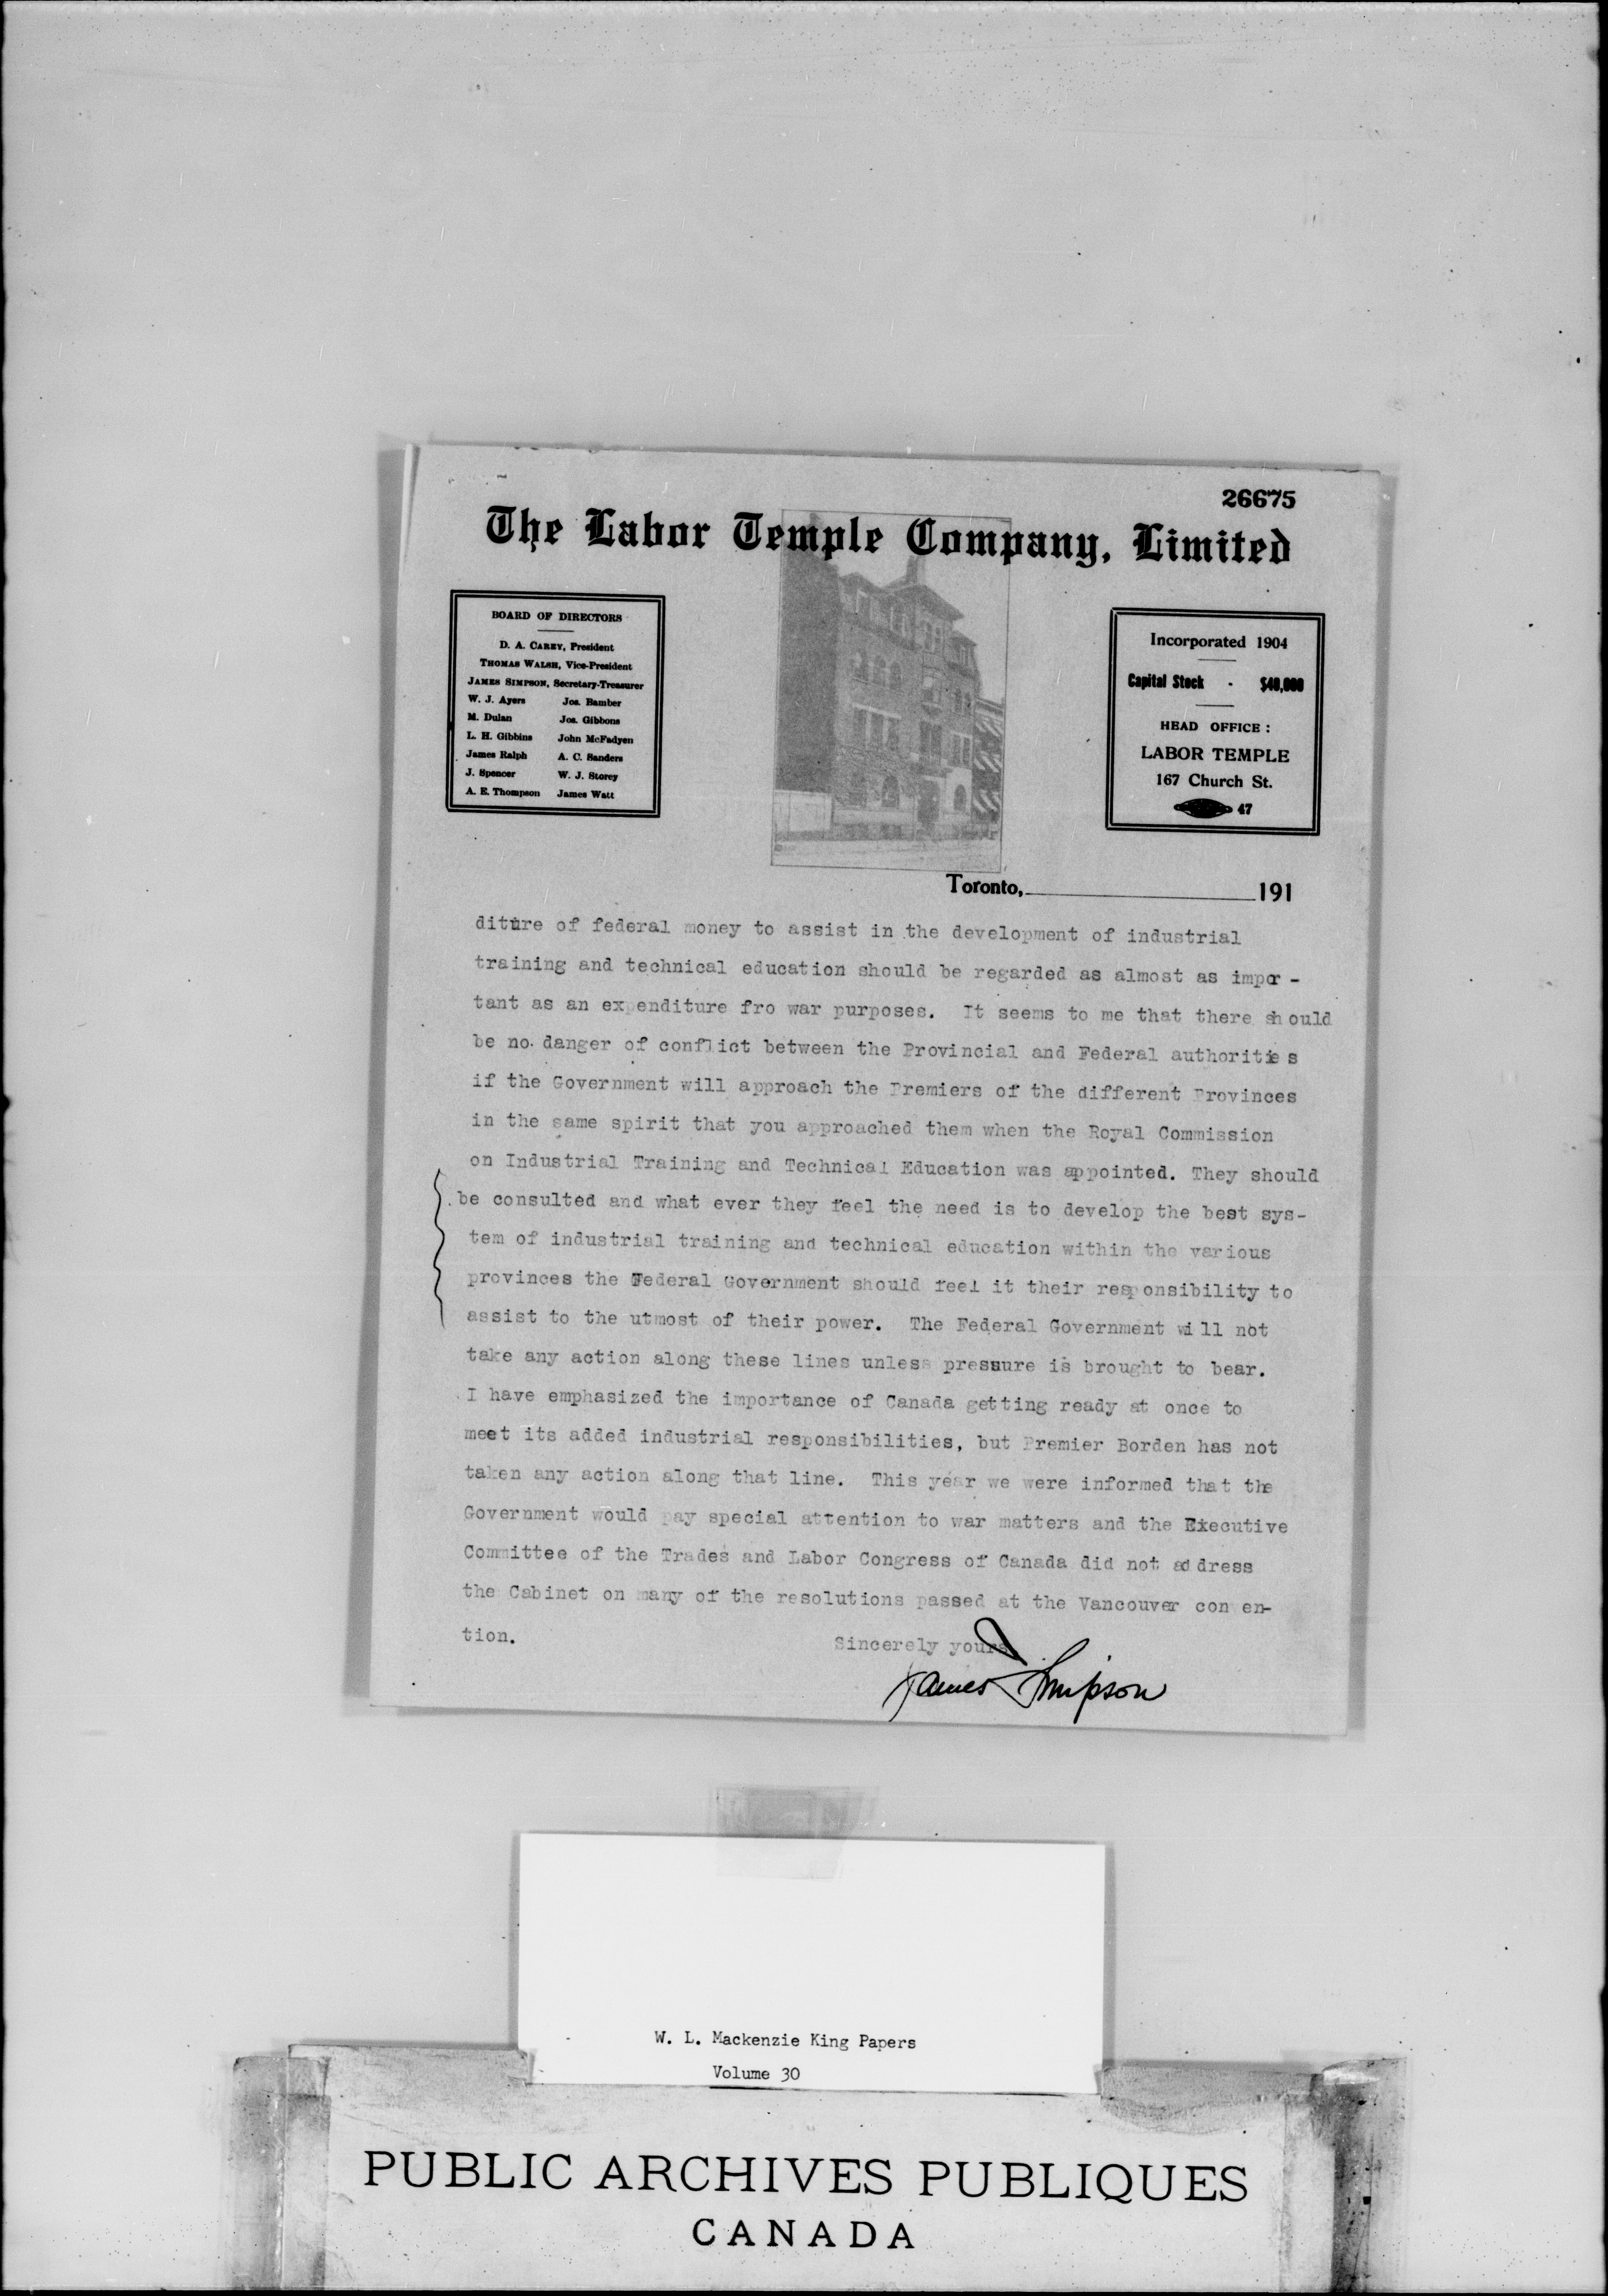 26675
The Labor Temple Company, Limited
BOARD OF DIRECTORS
D. A. CAREY, President
THOMAS WALSH, Vice-President
JAMES SIMPSON, Secretary-Treasurer
W. J. Ayers Jos. Bamber
M. Dulan Jos. Gibbons
L. H. Gibbins John McFadyen
James Ralph A. C. Sanders
J. Spencer W. J. Storey
A. E. Thompson James Watt
Incorporated 1904
Capital Stock - $40,000
HEAD OFFICE:
LABOR TEMPLE
167 Church St.
47
Toronto, 191
diture of federal money to assist in the development of industrial
training and technical education should be regarded as almost as impor-
tant as an expenditure fro war purposes. It seems to me that there should
be no danger of conflict between the Provincial and Federal authorities
if the Government will approach the Premiers of the different Provinces
in the same spirit that you approached them when the Royal Commission
on Industrial Training and Technical Education was appointed. They should
be consulted and what ever they feel the need is to develop the best sys-
tem of industrial training and technical education within the various
provinces the Federal Government should feel it their responsibility to
assist to the utmost of their power. The Federal Government will not
take any action along these lines unless pressure is brought to bear.
I have emphasized the importance of Canada getting ready at once to
meet its added industrial responsibilities, but Premier Borden has not
taken any action along that line. This year we were informed that the
Government would pay special attention to war matters and the Executive
Committee of the Trades and Labor Congress of Canada did not address
the Cabinet on many of the resolutions passed at the Vancouver conven-
tion.
Sincerely yours
James Simpson
W. L. Mackenzie King Papers
Volume 30
PUBLIC ARCHIVES PUBLIQUES
CANADA